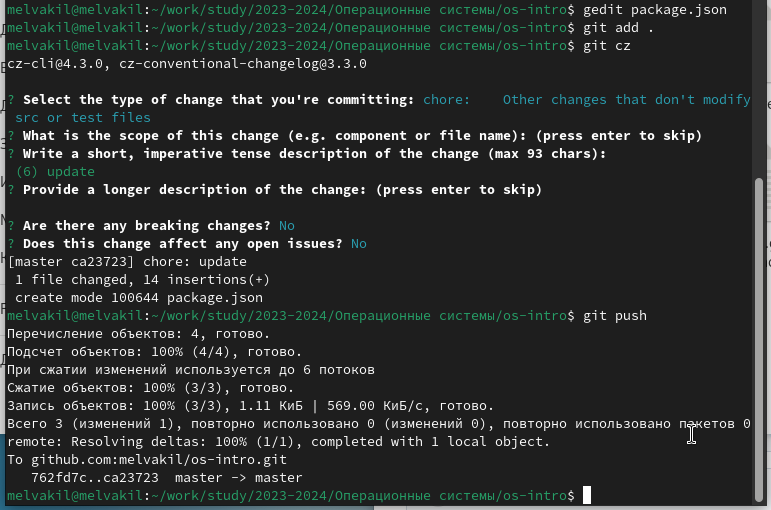 melvakil@melvakil:~/work/study/2023-2024/Операционные системы/os-intro$ gedit package.json
melvakil@melvakil:~/work/study/2023-2024/Операционные системы/os-intro$ git add .
melvakil@melvakil:~/work/study/2023-2024/Операционные системы/os-intro$ git cz
cz-cli@4.3.0, cz-conventional-changelog@3.3.0

? Select the type of change that you're committing: chore:    Other changes that don't modify
 src or test files
? What is the scope of this change (e.g. component or file name): (press enter to skip)
? Write a short, imperative tense description of the change (max 93 chars):
 (6) update
? Provide a longer description of the change: (press enter to skip)

? Are there any breaking changes? No
? Does this change affect any open issues? No
[master ca23723] chore: update
 1 file changed, 14 insertions(+)
 create mode 100644 package.json
melvakil@melvakil:~/work/study/2023-2024/Операционные системы/os-intro$ git push
Перечисление объектов: 4, готово.
Подсчет объектов: 100% (4/4), готово.
При сжатии изменений используется до 6 потоков
Сжатие объектов: 100% (3/3), готово.
Запись объектов: 100% (3/3), 1.11 КиБ | 569.00 КиБ/с, готово.
Всего 3 (изменений 1), повторно использовано 0 (изменений 0), повторно использовано пакетов 0
remote: Resolving deltas: 100% (1/1), completed with 1 local object.
To github.com:melvakil/os-intro.git
   762fd7c..ca23723  master -> master
melvakil@melvakil:~/work/study/2023-2024/Операционные системы/os-intro$